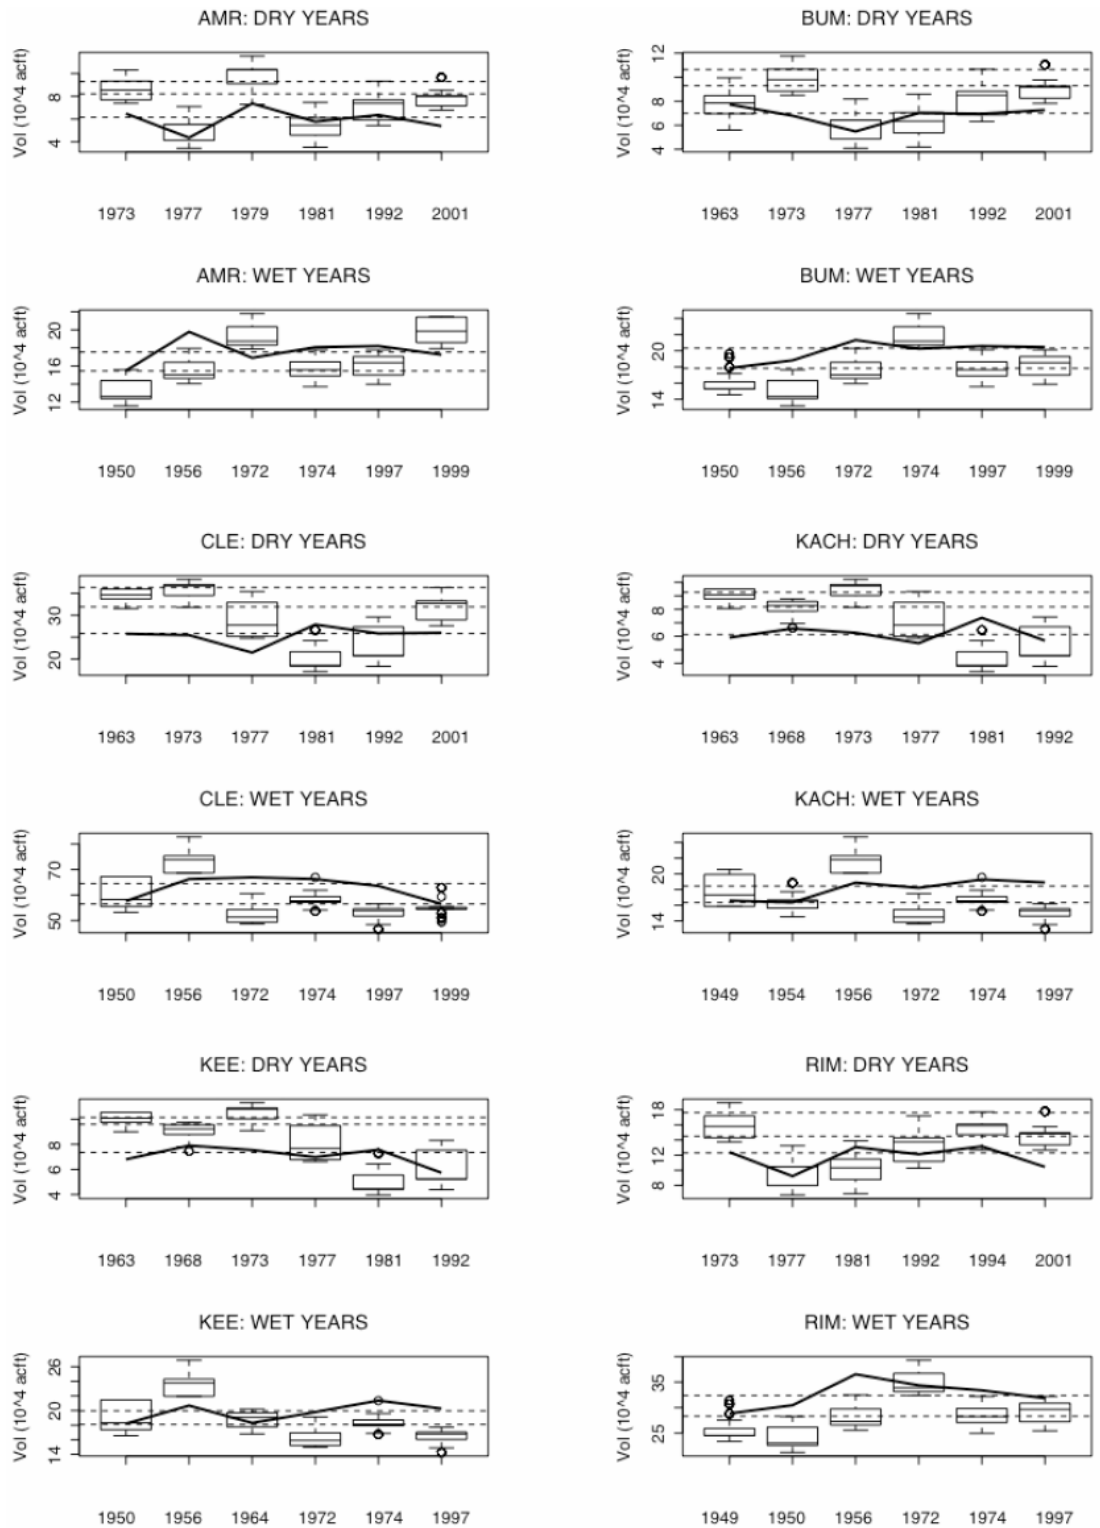 AMR: DRY YEARS
Vol (10^4 acft)
8
4
1973 1977 1979 1981 1992 2001
BUM: DRY YEARS
Vol (10^4 acft)
12
8
6
4
1963 1973 1977 1981 1992 2001
AMR: WET YEARS
Vol (10^4 acft)
20
16
12
1950 1956 1972 1974 1997 1999
BUM: WET YEARS
Vol (10^4 acft)
20
14
1950 1956 1972 1974 1997 1999
CLE: DRY YEARS
Vol (10^4 acft)
30
20
1963 1973 1977 1981 1992 2001
KACH: DRY YEARS
Vol (10^4 acft)
8
6
4
1963 1968 1973 1977 1981 1992
CLE: WET YEARS
Vol (10^4 acft)
70
50
1950 1956 1972 1974 1997 1999
KACH: WET YEARS
Vol (10^4 acft)
20
14
1949 1954 1956 1972 1974 1997
KEE: DRY YEARS
Vol (10^4 acft)
8
6
4
1963 1968 1973 1977 1981 1992
RIM: DRY YEARS
Vol (10^4 acft)
18
12
8
1973 1977 1981 1992 1994 2001
KEE: WET YEARS
Vol (10^4 acft)
26
20
14
1950 1956 1964 1972 1974 1997
RIM: WET YEARS
Vol (10^4 acft)
35
25
1949 1950 1956 1972 1974 1997